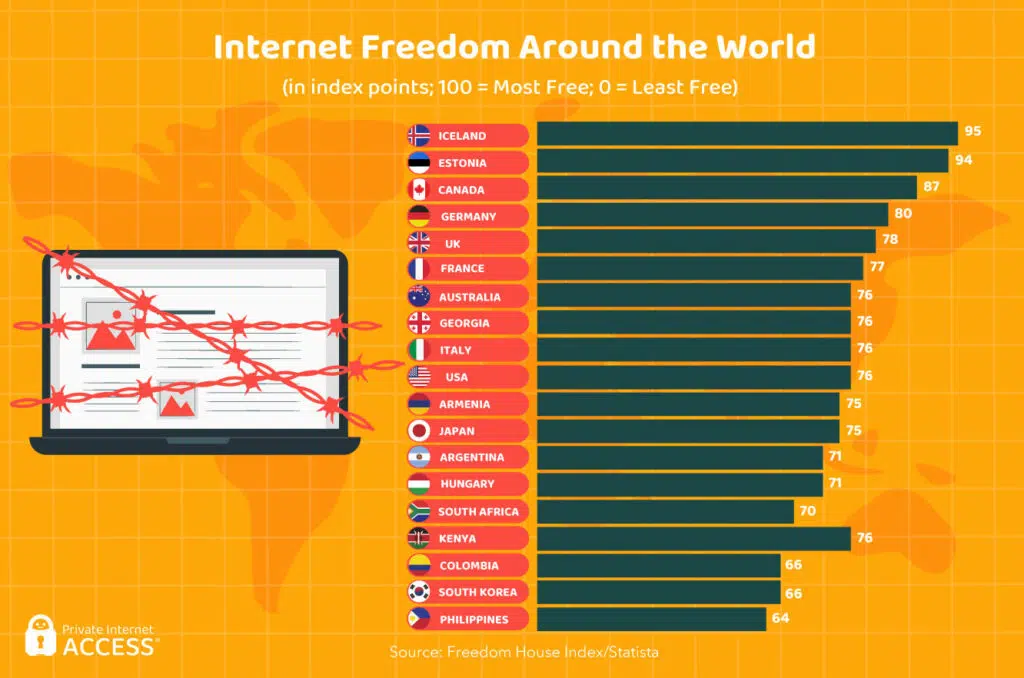 Internet Freedom Around the World
(in index points; 100 = Most Free; 0 = Least Free)
ICELAND 95
ESTONIA 94
CANADA 87
GERMANY 80
UK 78
FRANCE 77
AUSTRALIA 76
GEORGIA 76
ITALY 76
USA 76
ARMENIA 75
JAPAN 75
ARGENTINA 71
HUNGARY 71
SOUTH AFRICA 70
KENYA 76
COLOMBIA 66
SOUTH KOREA 66
PHILIPPINES 64
Private Internet
ACCESS
Source: Freedom House Index/Statista